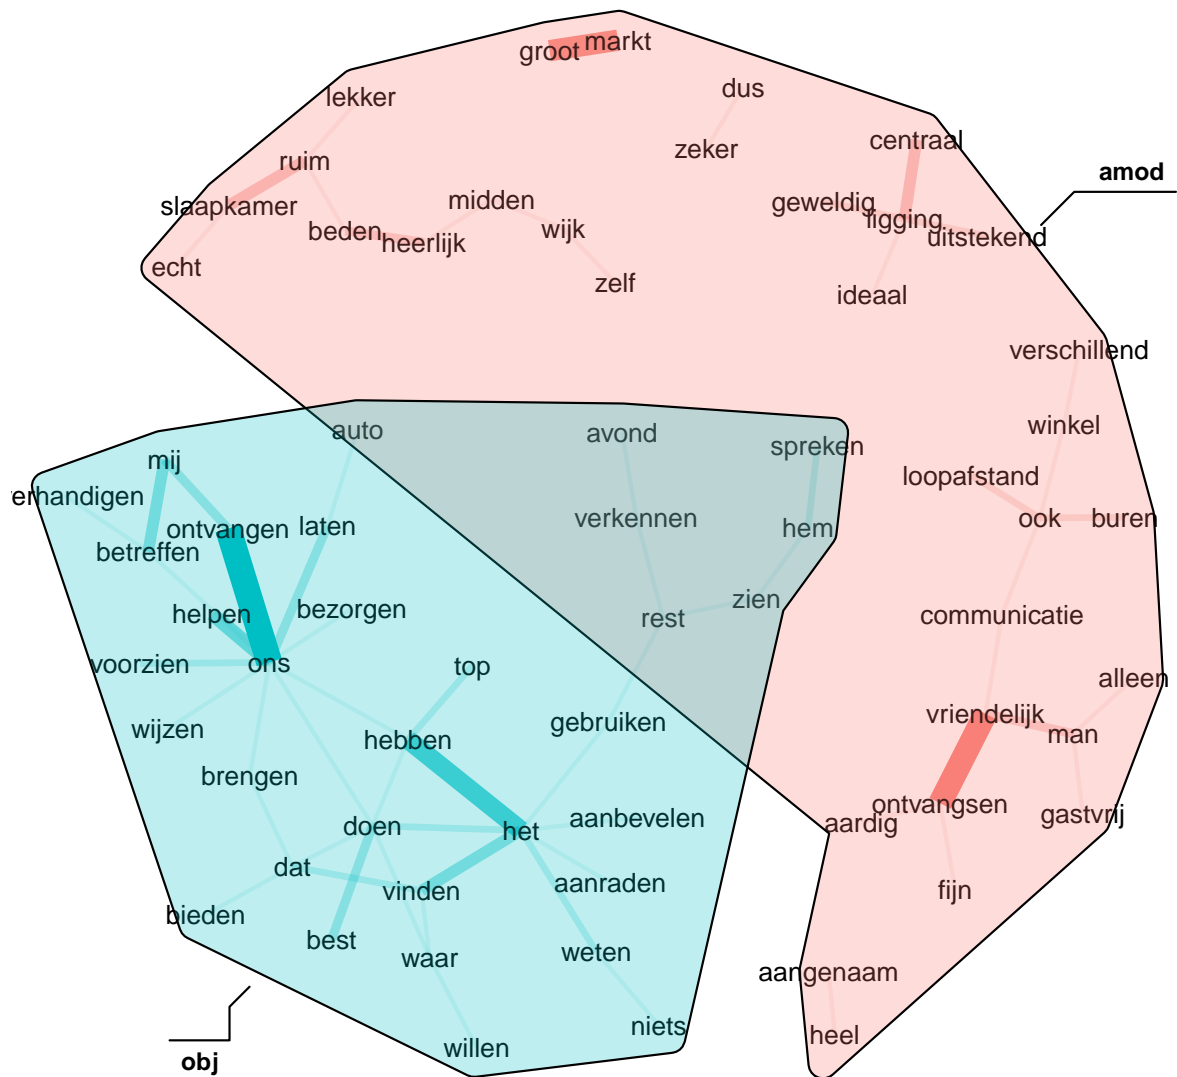 markt
groot
dus
lekker
centraal
zeker
ruim
amod
midden
geweldig
slaapkamer
ligging
beden
wijk
uitstekend
heerlijk
echt
zelf
ideaal
verschillend
winkel
auto
avond
spreken
mij
loopafstand
erhandigen
verkennen
ook
buren
laten
hem
ontvangen
betreffen
zien
bezorgen
helpen
communicatie
rest
ons
voorzien
top
alleen
vriendelijk
gebruiken
wijzen
man
hebben
brengen
ontvangsen
gastvrij
aanbevelen
aardig
doen
het
dat
aanraden
fijn
vinden
bieden
best
weten
waar
aangenaam
niets
heel
willen
obj